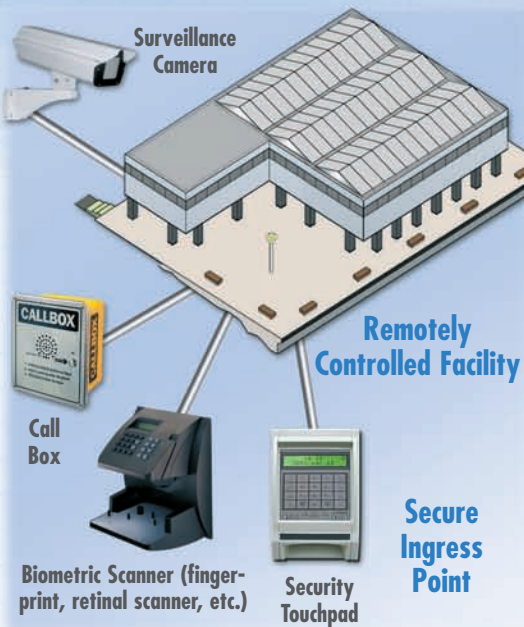 Surveillance
Camera
CALLBOX
CALLBOX
Remotely
Controlled Facility
Call
Box
Secure
Ingress
Point
Biometric Scanner (finger-
print, retinal scanner, etc.)
Security
Touchpad